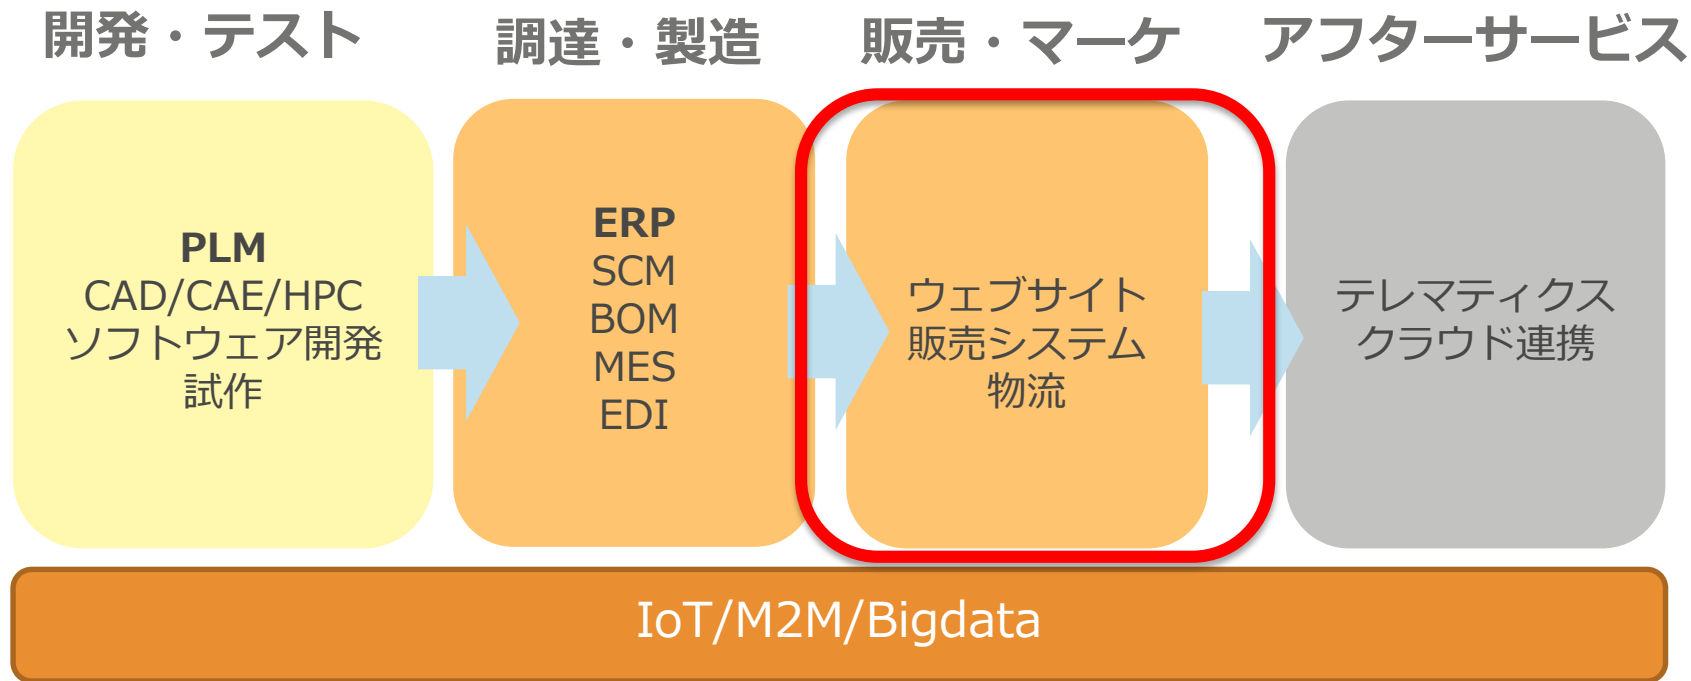 開発・テスト
調達・製造
販売・マーケ
アフターサービス
PLM
CAD/CAE/HPC
ソフトウェア開発
試作
ERP
SCM
BOM
MES
EDI
ウェブサイト
販売システム
物流
テレマティクス
クラウド連携
IoT/M2M/Bigdata